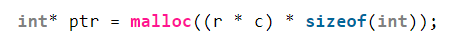 int* ptr = malloc((r * c) * sizeof(int));